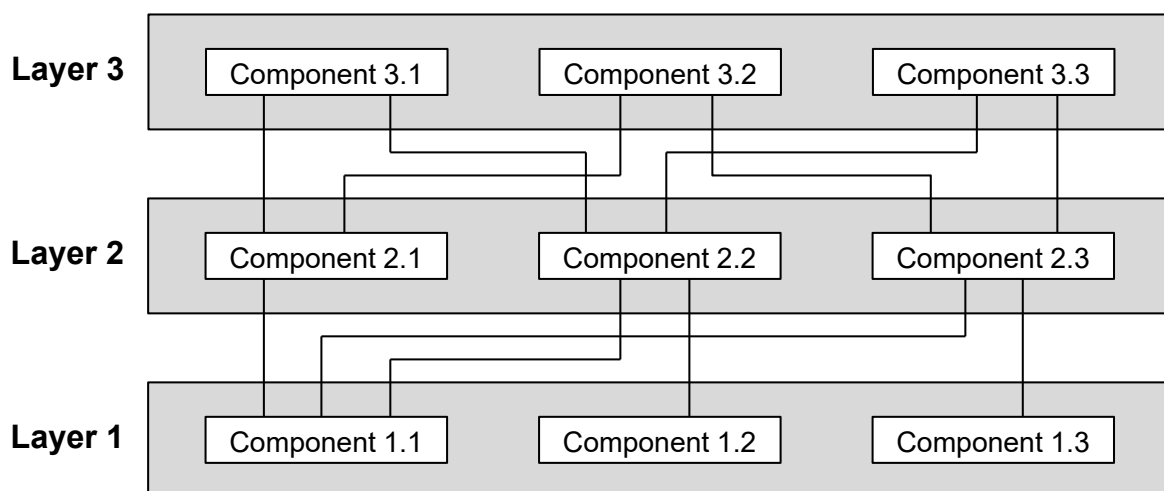 Layer 3
Component 3.1
Component 3.2
Component 3.3
Layer 2
Component 2.1
Component 2.2
Component 2.3
Layer 1
Component 1.1
Component 1.2
Component 1.3